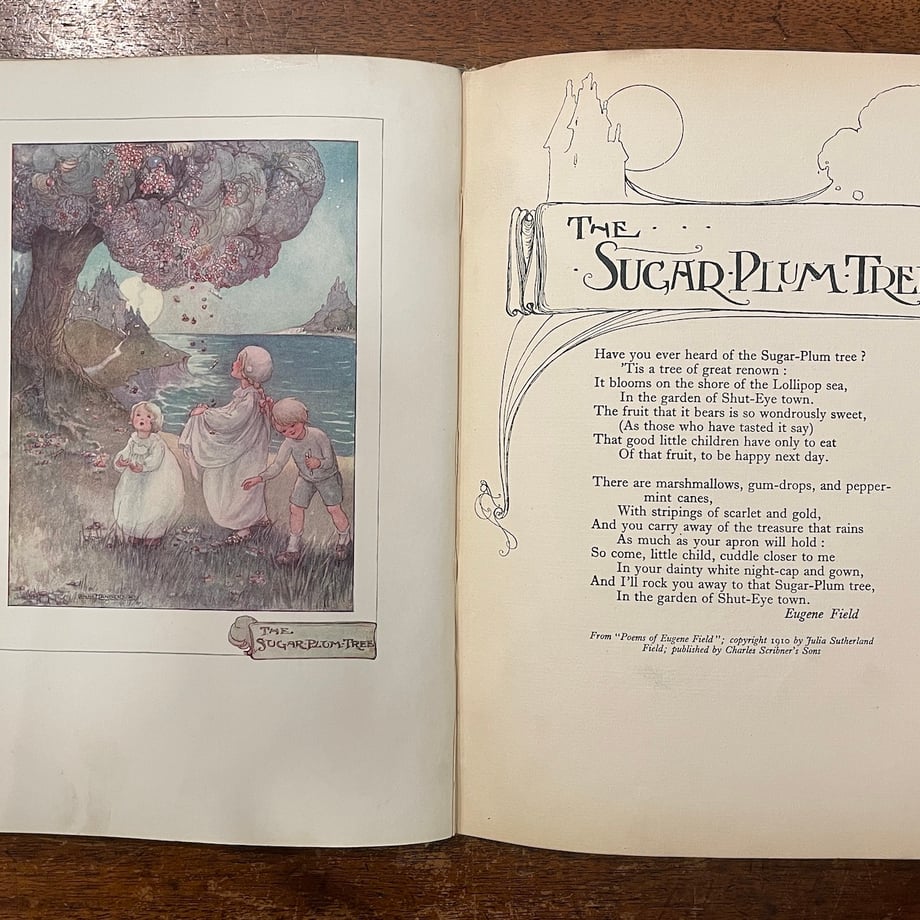 THE
SUGAR·PLUM·TREE
THE . . . .
· SUGAR·PLUM·TRE
Have you ever heard of the Sugar-Plum tree ?
'Tis a tree of great renown :
It blooms on the shore of the Lollipop sea,
In the garden of Shut-Eye town.
The fruit that it bears is so wondrously sweet,
(As those who have tasted it say)
That good little children have only to eat
Of that fruit, to be happy next day.
There are marshmallows, gum-drops, and pepper-
mint canes,
With stripings of scarlet and gold,
And you carry away of the treasure that rains
As much as your apron will hold :
So come, little child, cuddle closer to me
In your dainty white night-cap and gown,
And I'll rock you away to that Sugar-Plum tree,
In the garden of Shut-Eye town.
Eugene Field
From "Poems of Eugene Field"; copyright 1910 by Julia Sutherland
Field; published by Charles Scribner's Sons